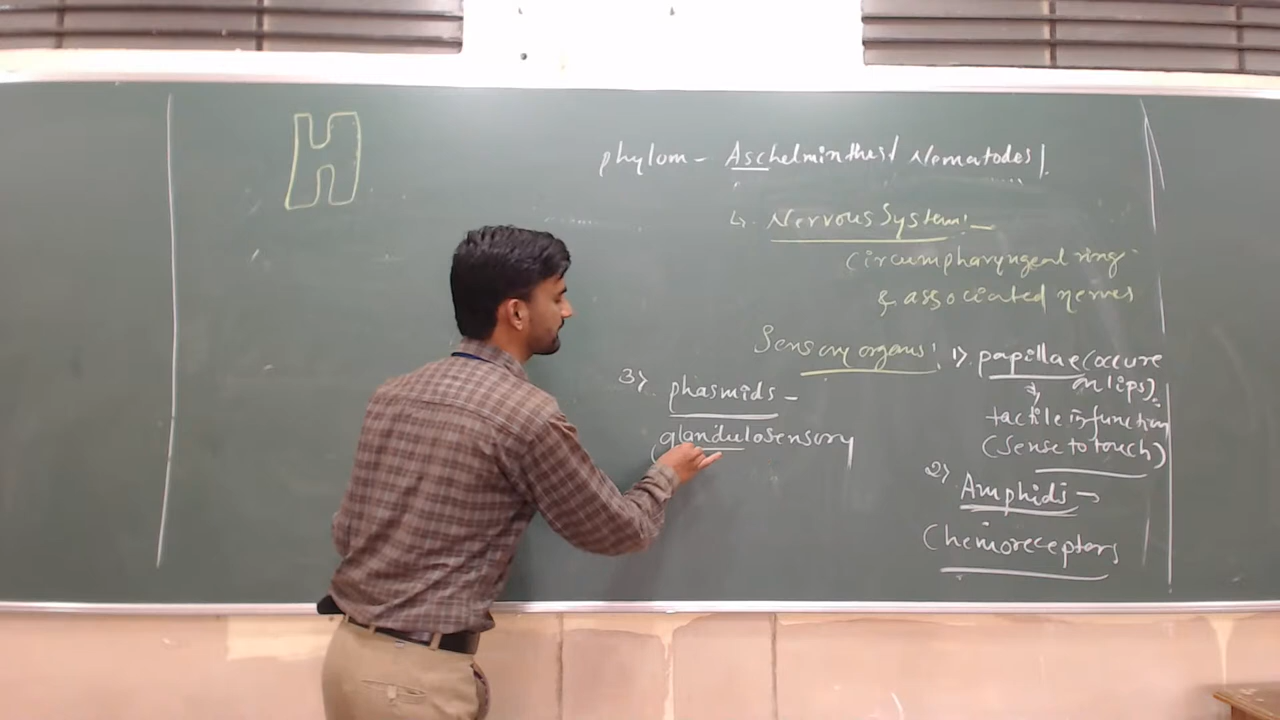 phylum - Aschelminthes/ Nematodes/.
↳ Nervous System:-
Circumpharyngeal ring
& associated nerves
Sensory organs: 1> papillae (occure
on lips).
tactile in function
(sense to touch)
2> Amphids →
Chemoreceptors
3> phasmids -
glandulosensory
(
H